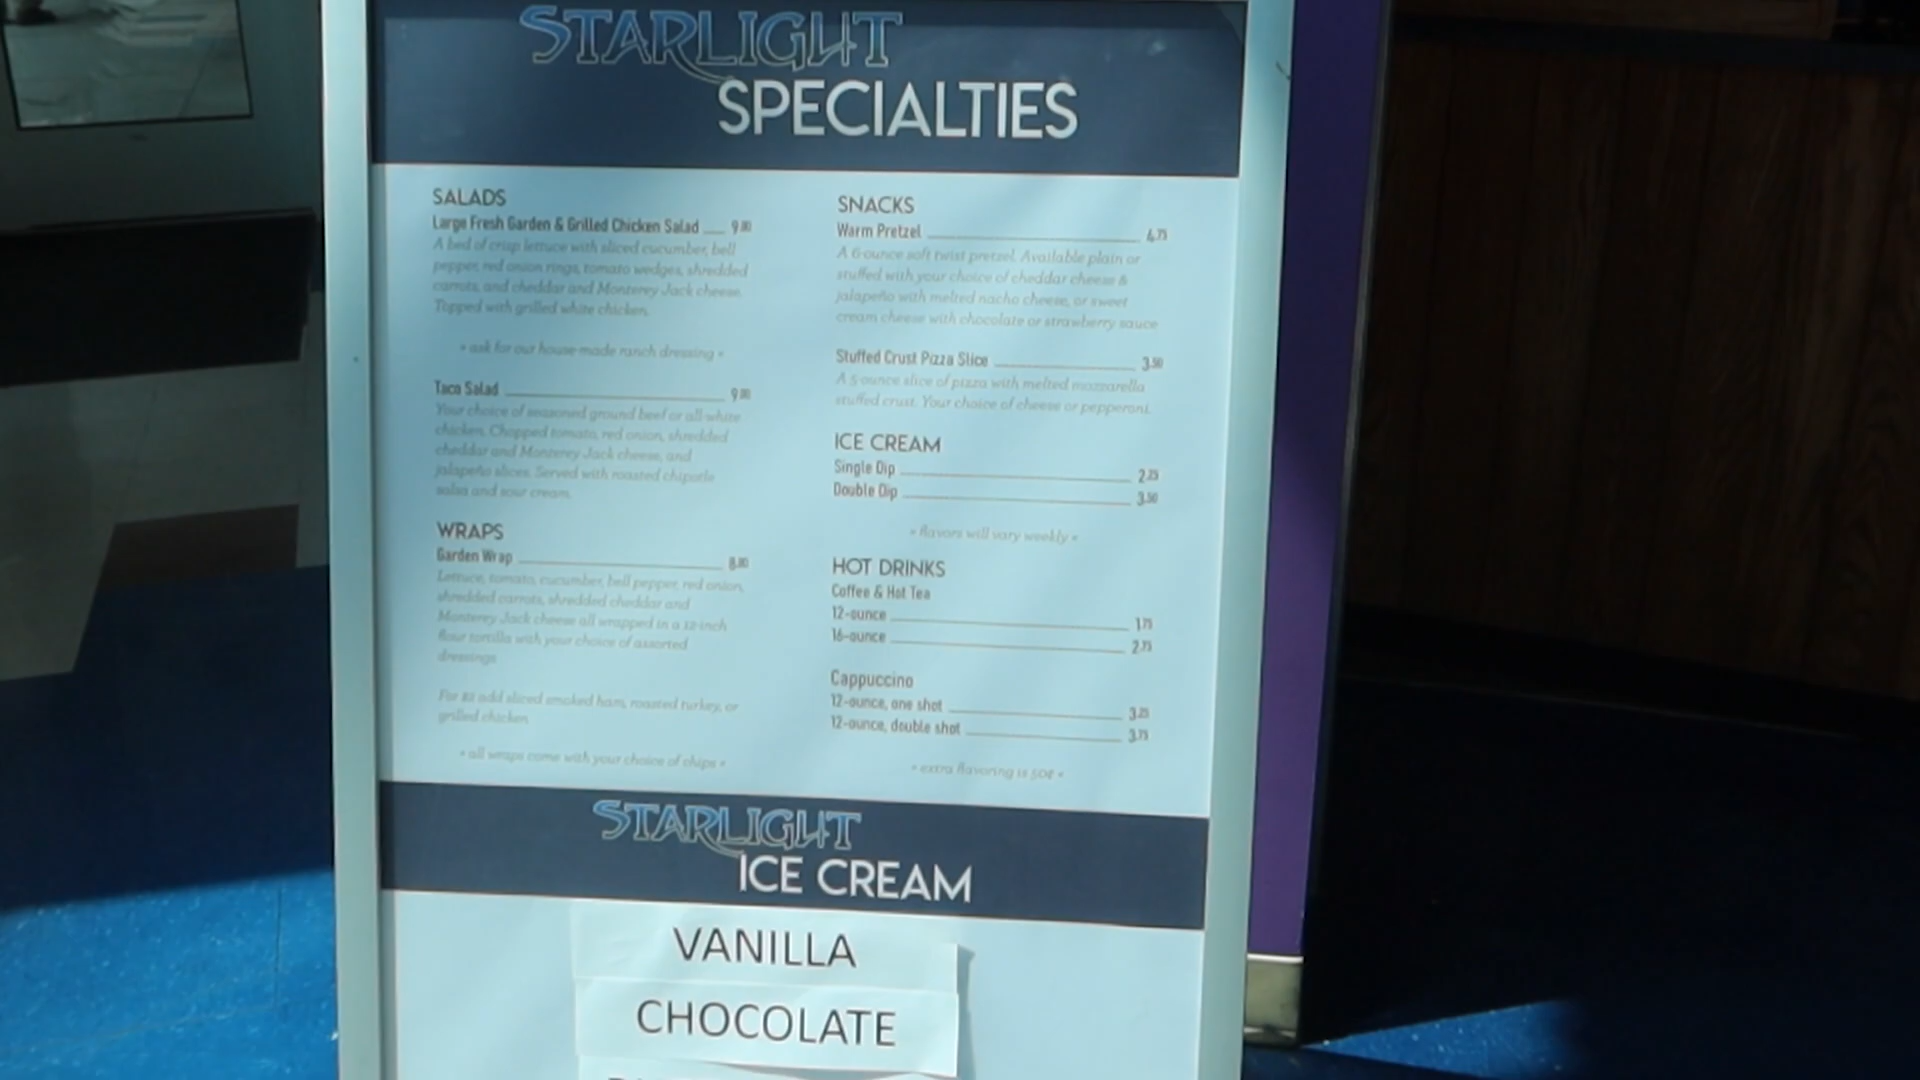 STARLIGHT
SPECIALTIES
SALADS
Large Fresh Garden & Grilled Chicken Salad 9.00
A bed of crisp lettuce with sliced cucumber, bell
pepper, red onion rings, tomato wedges, shredded
carrots, and cheddar and Monterey Jack cheese.
Topped with grilled white chicken.
• ask for our house-made ranch dressing •
Taco Salad 9.00
Your choice of seasoned ground beef or all-white
chicken. Chopped tomato, red onion, shredded
cheddar and Monterey Jack cheese, and
jalapeño slices. Served with roasted chipotle
salsa and sour cream.
WRAPS
Garden Wrap 8.00
Lettuce, tomato, cucumber, bell pepper, red onion,
shredded carrots, shredded cheddar and
Monterey Jack cheese all wrapped in a 12-inch
flour tortilla with your choice of assorted
dressings
For $2 add sliced smoked ham, roasted turkey, or
grilled chicken
• all wraps come with your choice of chips •
SNACKS
Warm Pretzel 4.75
A 6-ounce soft twist pretzel. Available plain or
stuffed with your choice of cheddar cheese &
jalapeño with melted nacho cheese, or sweet
cream cheese with chocolate or strawberry sauce
Stuffed Crust Pizza Slice 3.50
A 5-ounce slice of pizza with melted mozzarella
stuffed crust. Your choice of cheese or pepperoni.
ICE CREAM
Single Dip 2.25
Double Dip 3.50
• flavors will vary weekly •
HOT DRINKS
Coffee & Hot Tea
12-ounce 1.75
16-ounce 2.75
Cappuccino
12-ounce, one shot 3.25
12-ounce, double shot 3.75
• extra flavoring is 50¢ •
STARLIGHT
ICE CREAM
VANILLA
CHOCOLATE